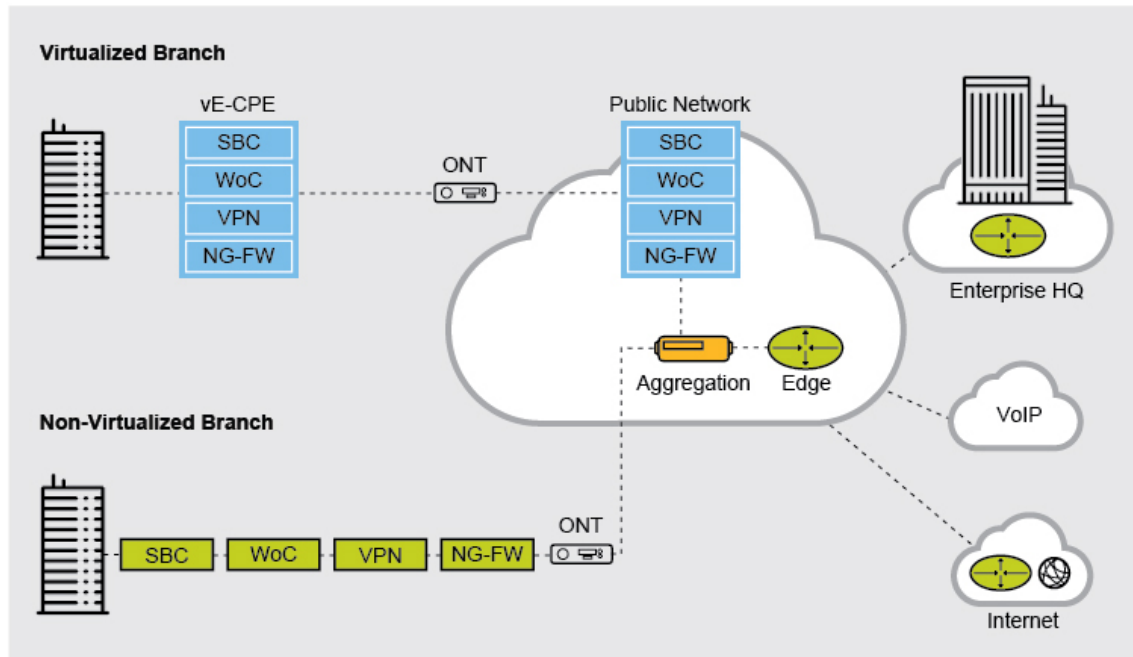 Virtualized Branch
vE-CPE
SBC
WoC
VPN
NG-FW
ONT
Public Network
SBC
WoC
VPN
NG-FW
Aggregation
Edge
Enterprise HQ
VoIP
Internet
Non-Virtualized Branch
SBC
WoC
VPN
NG-FW
ONT